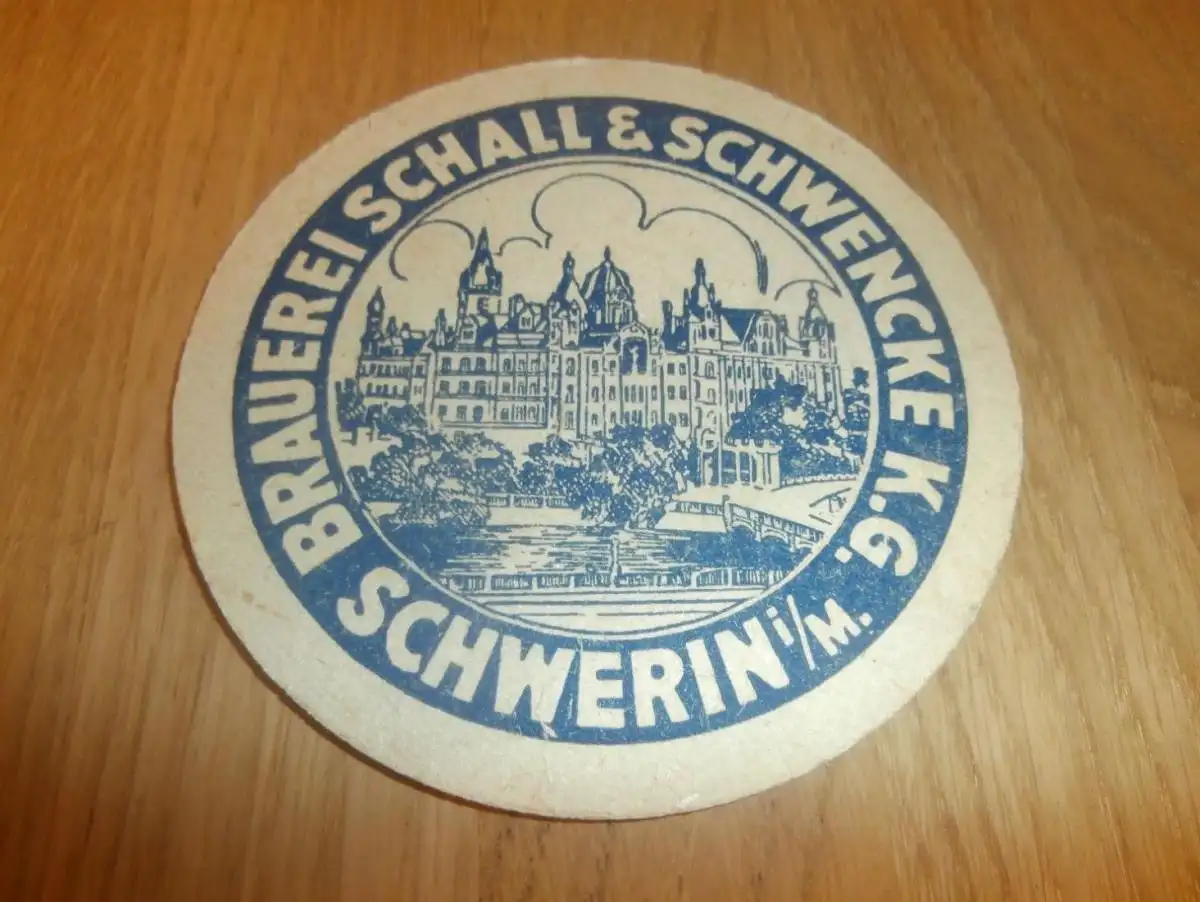 BRAUEREI SCHALL & SCHWENCKE K.G.
SCHWERIN i/M.